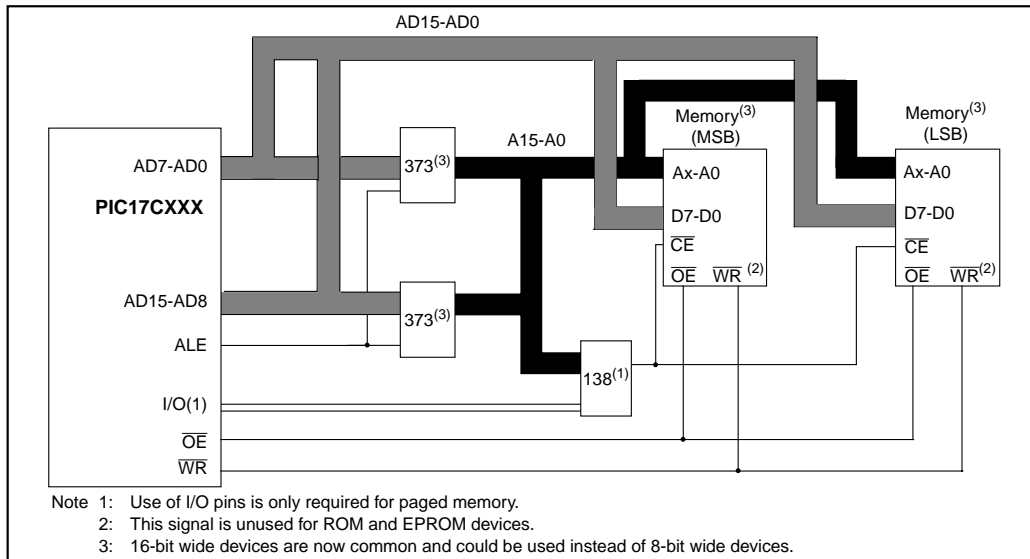 AD15-AD0
Memory(3)
(MSB)
Memory(3)
(LSB)
A15-A0
AD7-AD0
373(3)
Ax-A0
Ax-A0
PIC17CXXX
D7-D0
D7-D0
CE
CE
OE WR(2)
OE WR(2)
AD15-AD8
373(3)
ALE
138(1)
I/O(1)
OE
WR
Note 1: Use of I/O pins is only required for paged memory.
2: This signal is unused for ROM and EPROM devices.
3: 16-bit wide devices are now common and could be used instead of 8-bit wide devices.